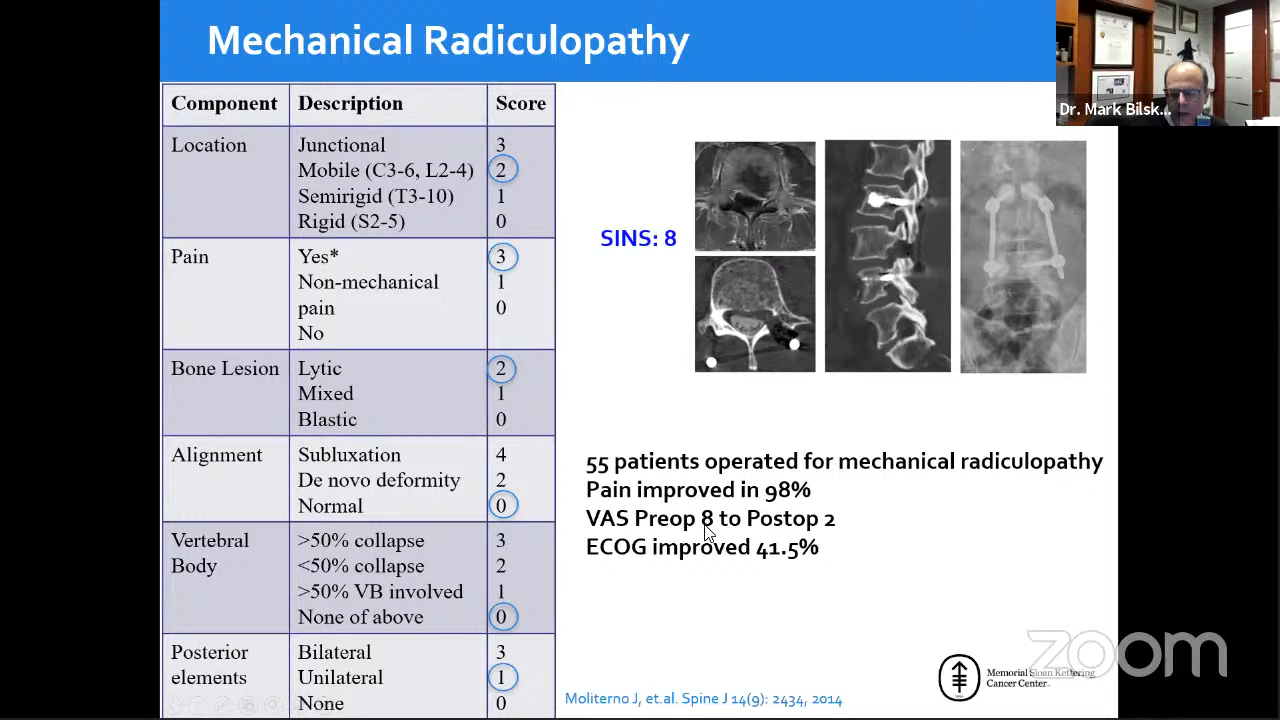 Mechanical Radiculopathy
Dr. Mark Bilsk...
Component Description Score
Location Junctional 3
Mobile (C3-6, L2-4) 2
Semirigid (T3-10) 1
Rigid (S2-5) 0
Pain Yes* 3
Non-mechanical 1
pain 0
No
Bone Lesion Lytic 2
Mixed 1
Blastic 0
Alignment Subluxation 4
De novo deformity 2
Normal 0
Vertebral >50% collapse 3
Body <50% collapse 2
>50% VB involved 1
None of above 0
Posterior Bilateral 3
elements Unilateral 1
None 0
SINS: 8
55 patients operated for mechanical radiculopathy
Pain improved in 98%
VAS Preop 8 to Postop 2
ECOG improved 41.5%
Moliterno J, et.al. Spine J 14(9): 2434, 2014
Memorial Sloan Kettering
Cancer Center
zoom